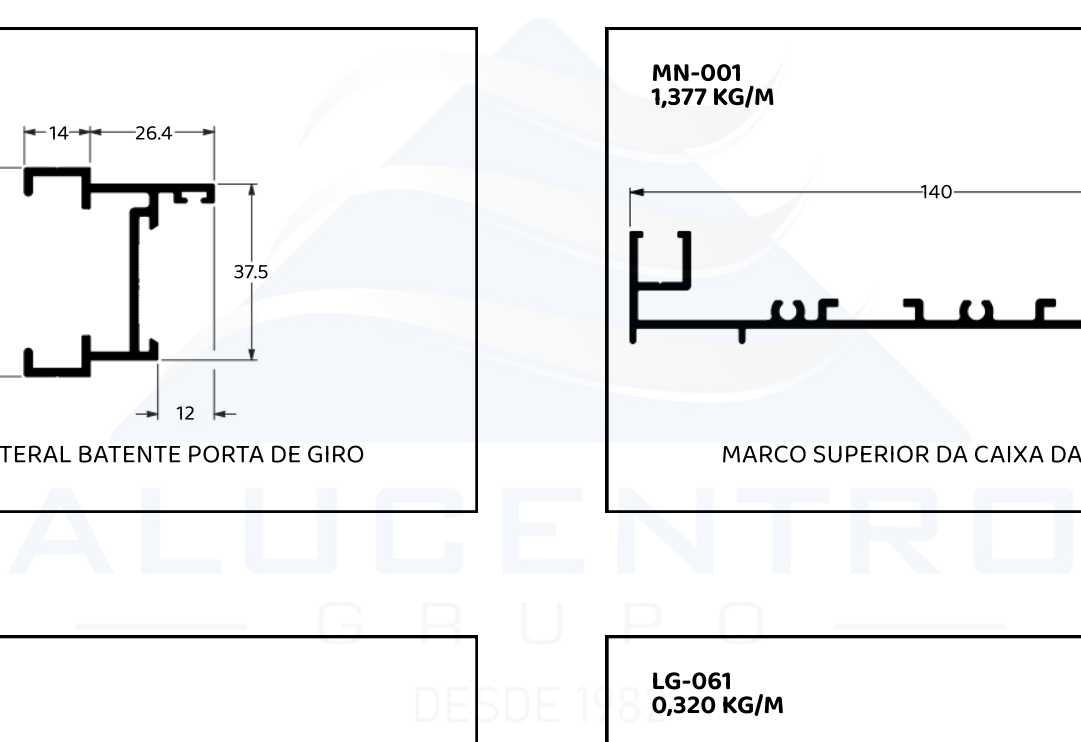 14
26.4
37.5
12
TERAL BATENTE PORTA DE GIRO
MN-001
1,377 KG/M
140
MARCO SUPERIOR DA CAIXA DA
ALUCENTRO
GRUPO
DESDE 1982
LG-061
0,320 KG/M